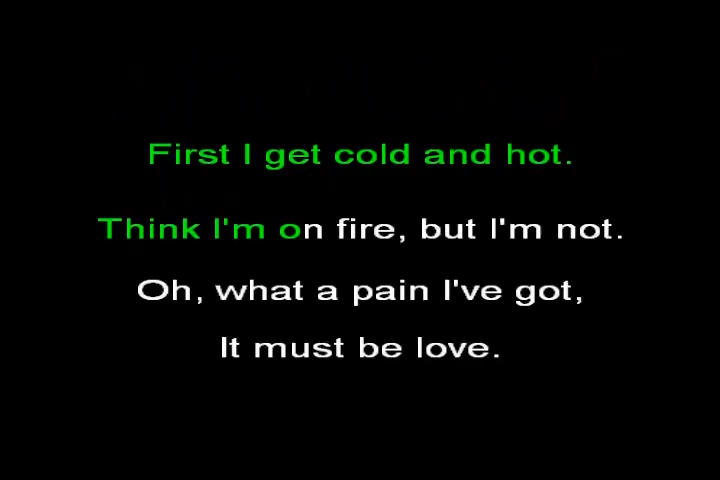 First I get cold and hot.
Think I'm on fire, but I'm not.
Oh, what a pain I've got,
It must be love.